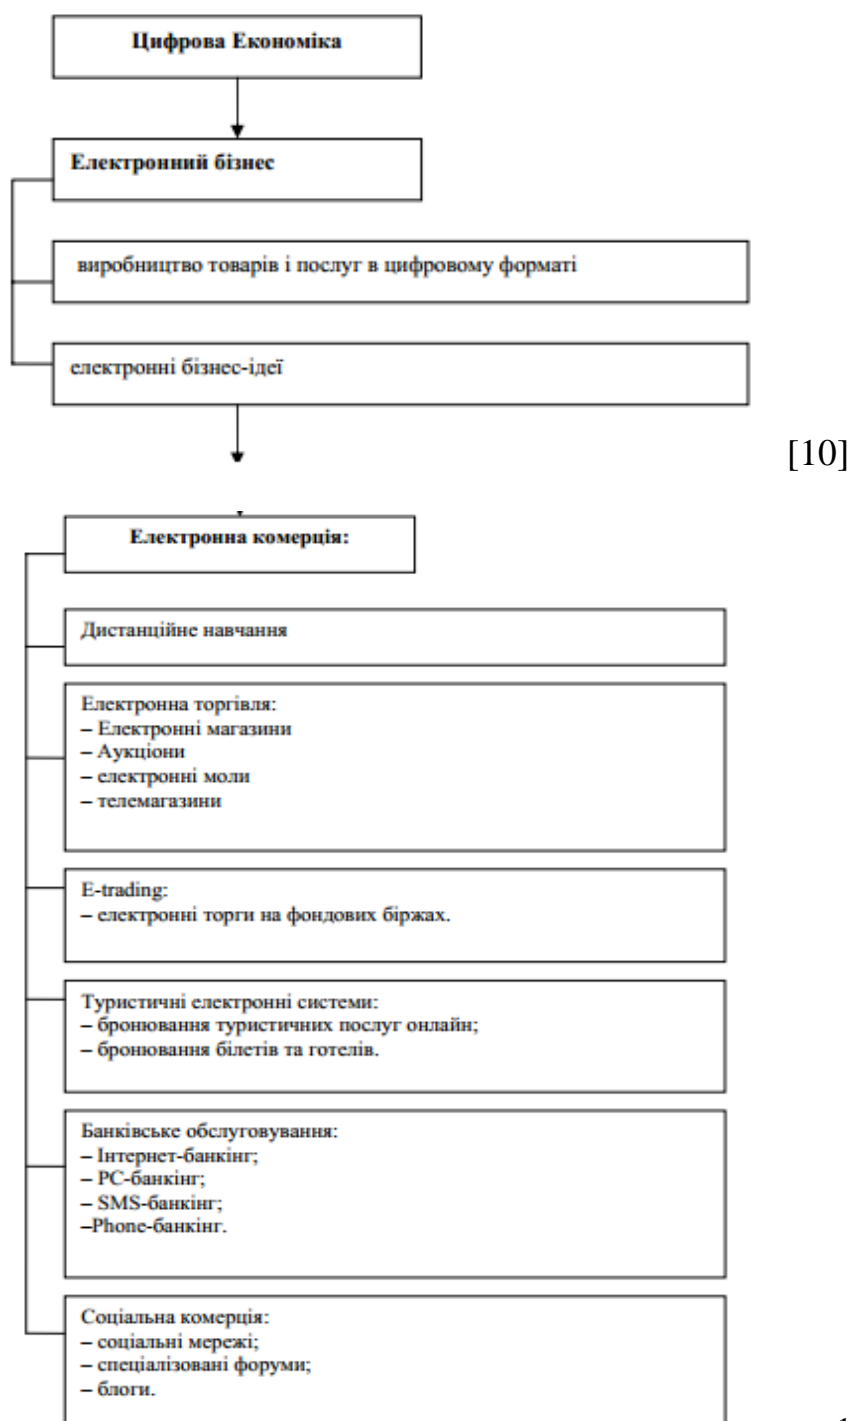 Цифрова Економіка
Електронний бізнес
виробництво товарів і послуг в цифровому форматі
електронні бізнес-ідеї
[10]
Електронна комерція:
Дистанційне навчання
Електронна торгівля:
– Електронні магазини
– Аукціони
– електронні моли
– телемагазини
E-trading:
– електронні торги на фондових біржах.
Туристичні електронні системи:
– бронювання туристичних послуг онлайн;
– бронювання білетів та готелів.
Банківське обслуговування:
– Інтернет-банкінг;
– PC-банкінг;
– SMS-банкінг;
–Phone-банкінг.
Соціальна комерція:
– соціальні мережі;
– спеціалізовані форуми;
– блоги.